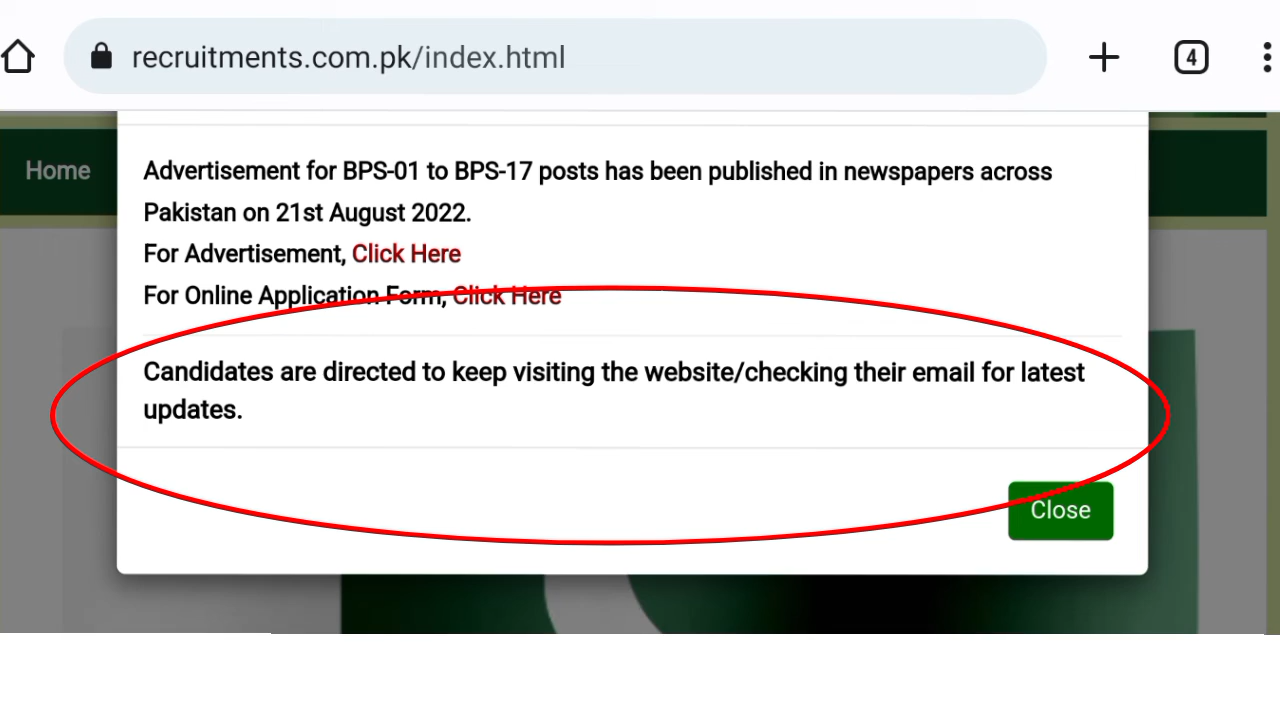 recruitments.com.pk/index.html
4
Home
Advertisement for BPS-01 to BPS-17 posts has been published in newspapers across
Pakistan on 21st August 2022.
For Advertisement, Click Here
For Online Application Form, Click Here
Candidates are directed to keep visiting the website/checking their email for latest
updates.
Close